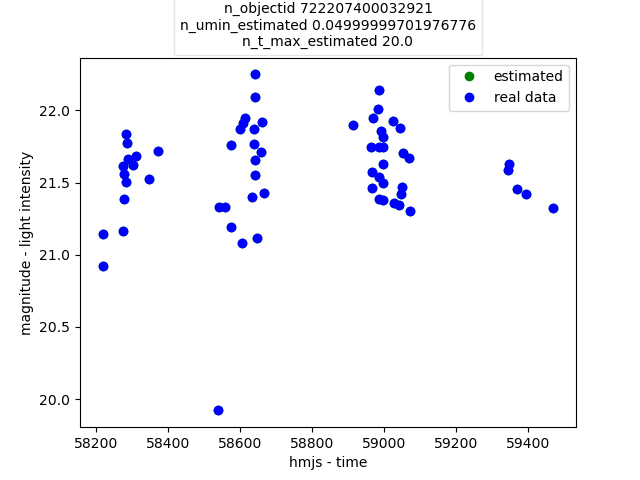 n_objectid 722207400032921
n_umin_estimated 0.04999999701976776
n_t_max_estimated 20.0
estimated
real data
22.0
21.5
21.0
20.5
20.0
magnitude - light intensity
58200 58400 58600 58800 59000 59200 59400
hmjs - time